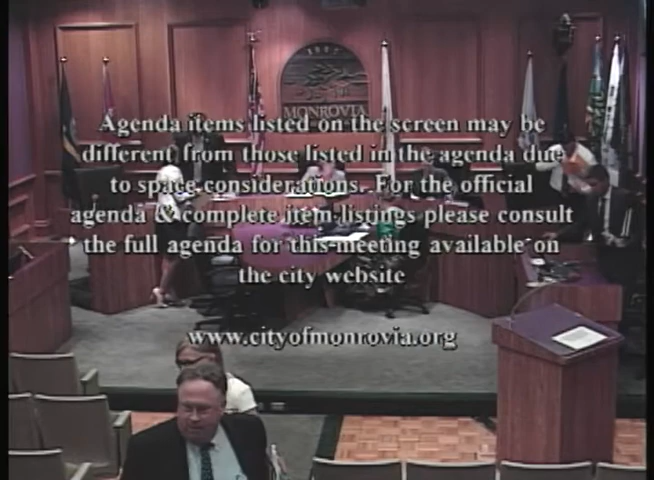 1887
MONROVIA
Agenda items listed on the screen may be
different from those listed in the agenda due
to space considerations. For the official
agenda & complete item listings please consult
the full agenda for this meeting available on
the city website
www.cityofmonrovia.org